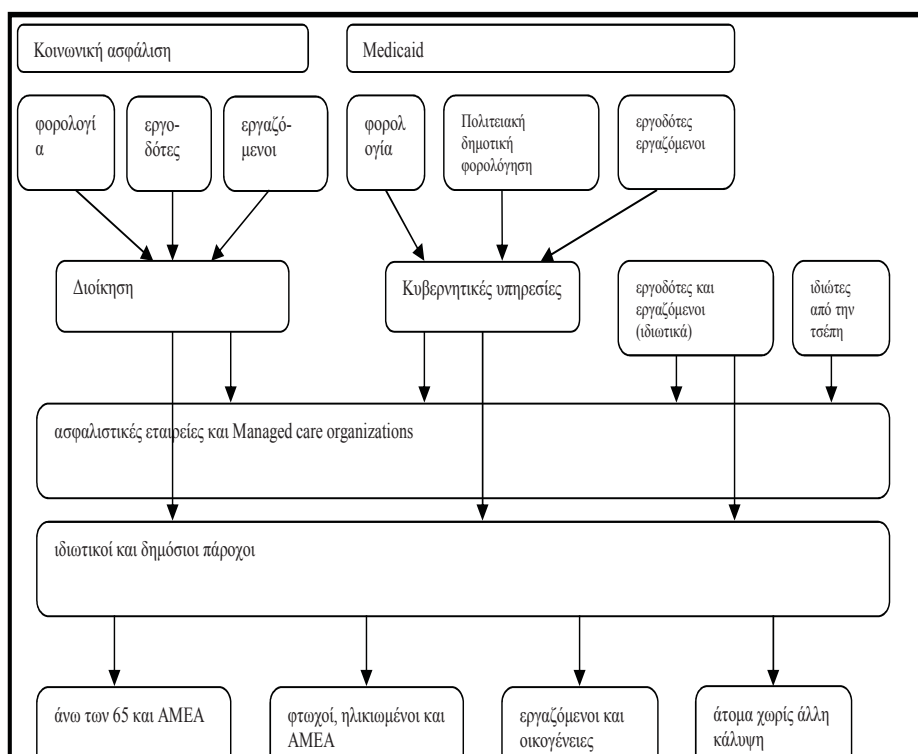 Κοινωνική ασφάλιση
Medicaid
φορολογί
α
εργο-
δότες
εργαζό-
μενοι
φορολ
ογία
Πολιτειακή
δημοτική
φορολόγηση
εργοδότες
εργαζόμενοι
Διοίκηση
Κυβερνητικές υπηρεσίες
εργοδότες και
εργαζόμενοι
(ιδιωτικά)
ιδιώτες
από την
τσέπη
ασφαλιστικές εταιρείες και Managed care organizations
ιδιωτικοί και δημόσιοι πάροχοι
άνω των 65 και ΑΜΕΑ
φτωχοί, ηλικιωμένοι και
ΑΜΕΑ
εργαζόμενοι και
οικογένειες
άτομα χωρίς άλλη
κάλυψη